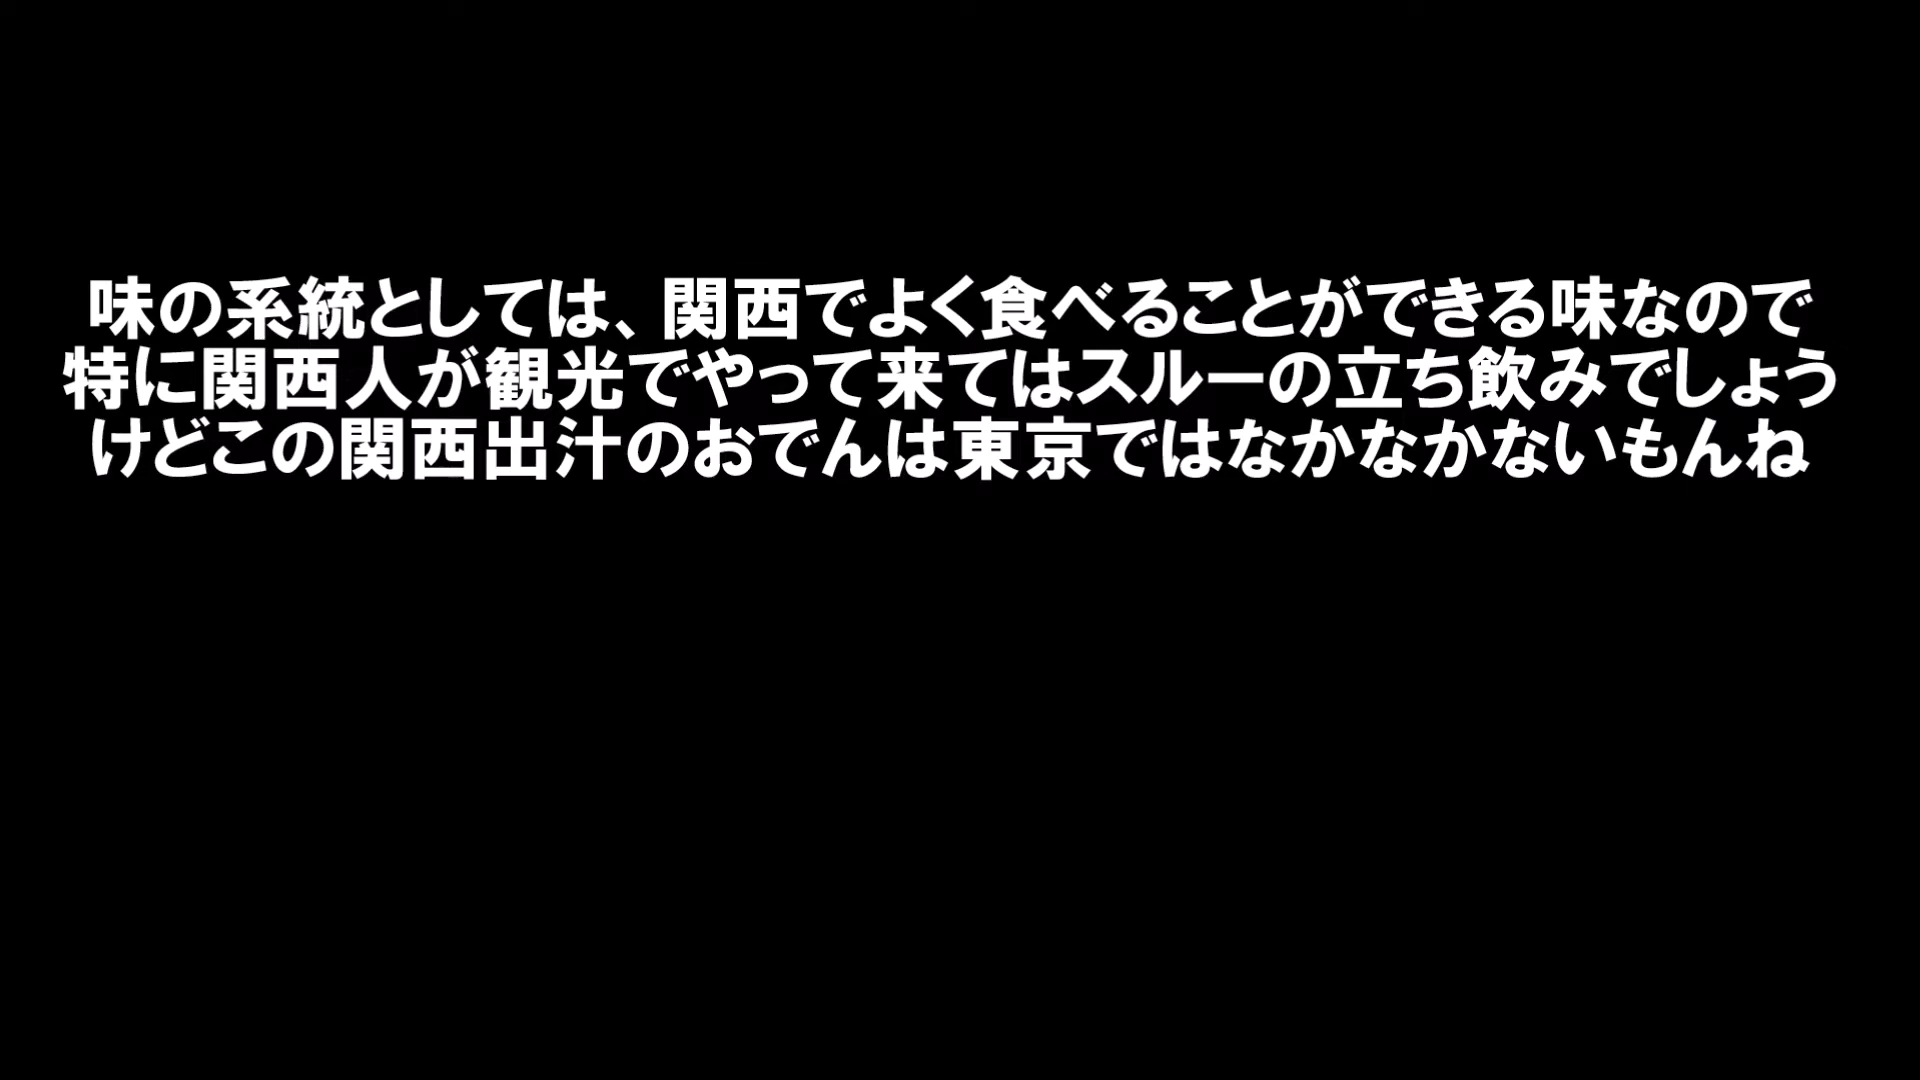 味の系統としては、関西でよく食べることができる味なので
特に関西人が観光でやって来てはスルーの立ち飲みでしょう
けどこの関西出汁のおでんは東京ではなかなかないもんね